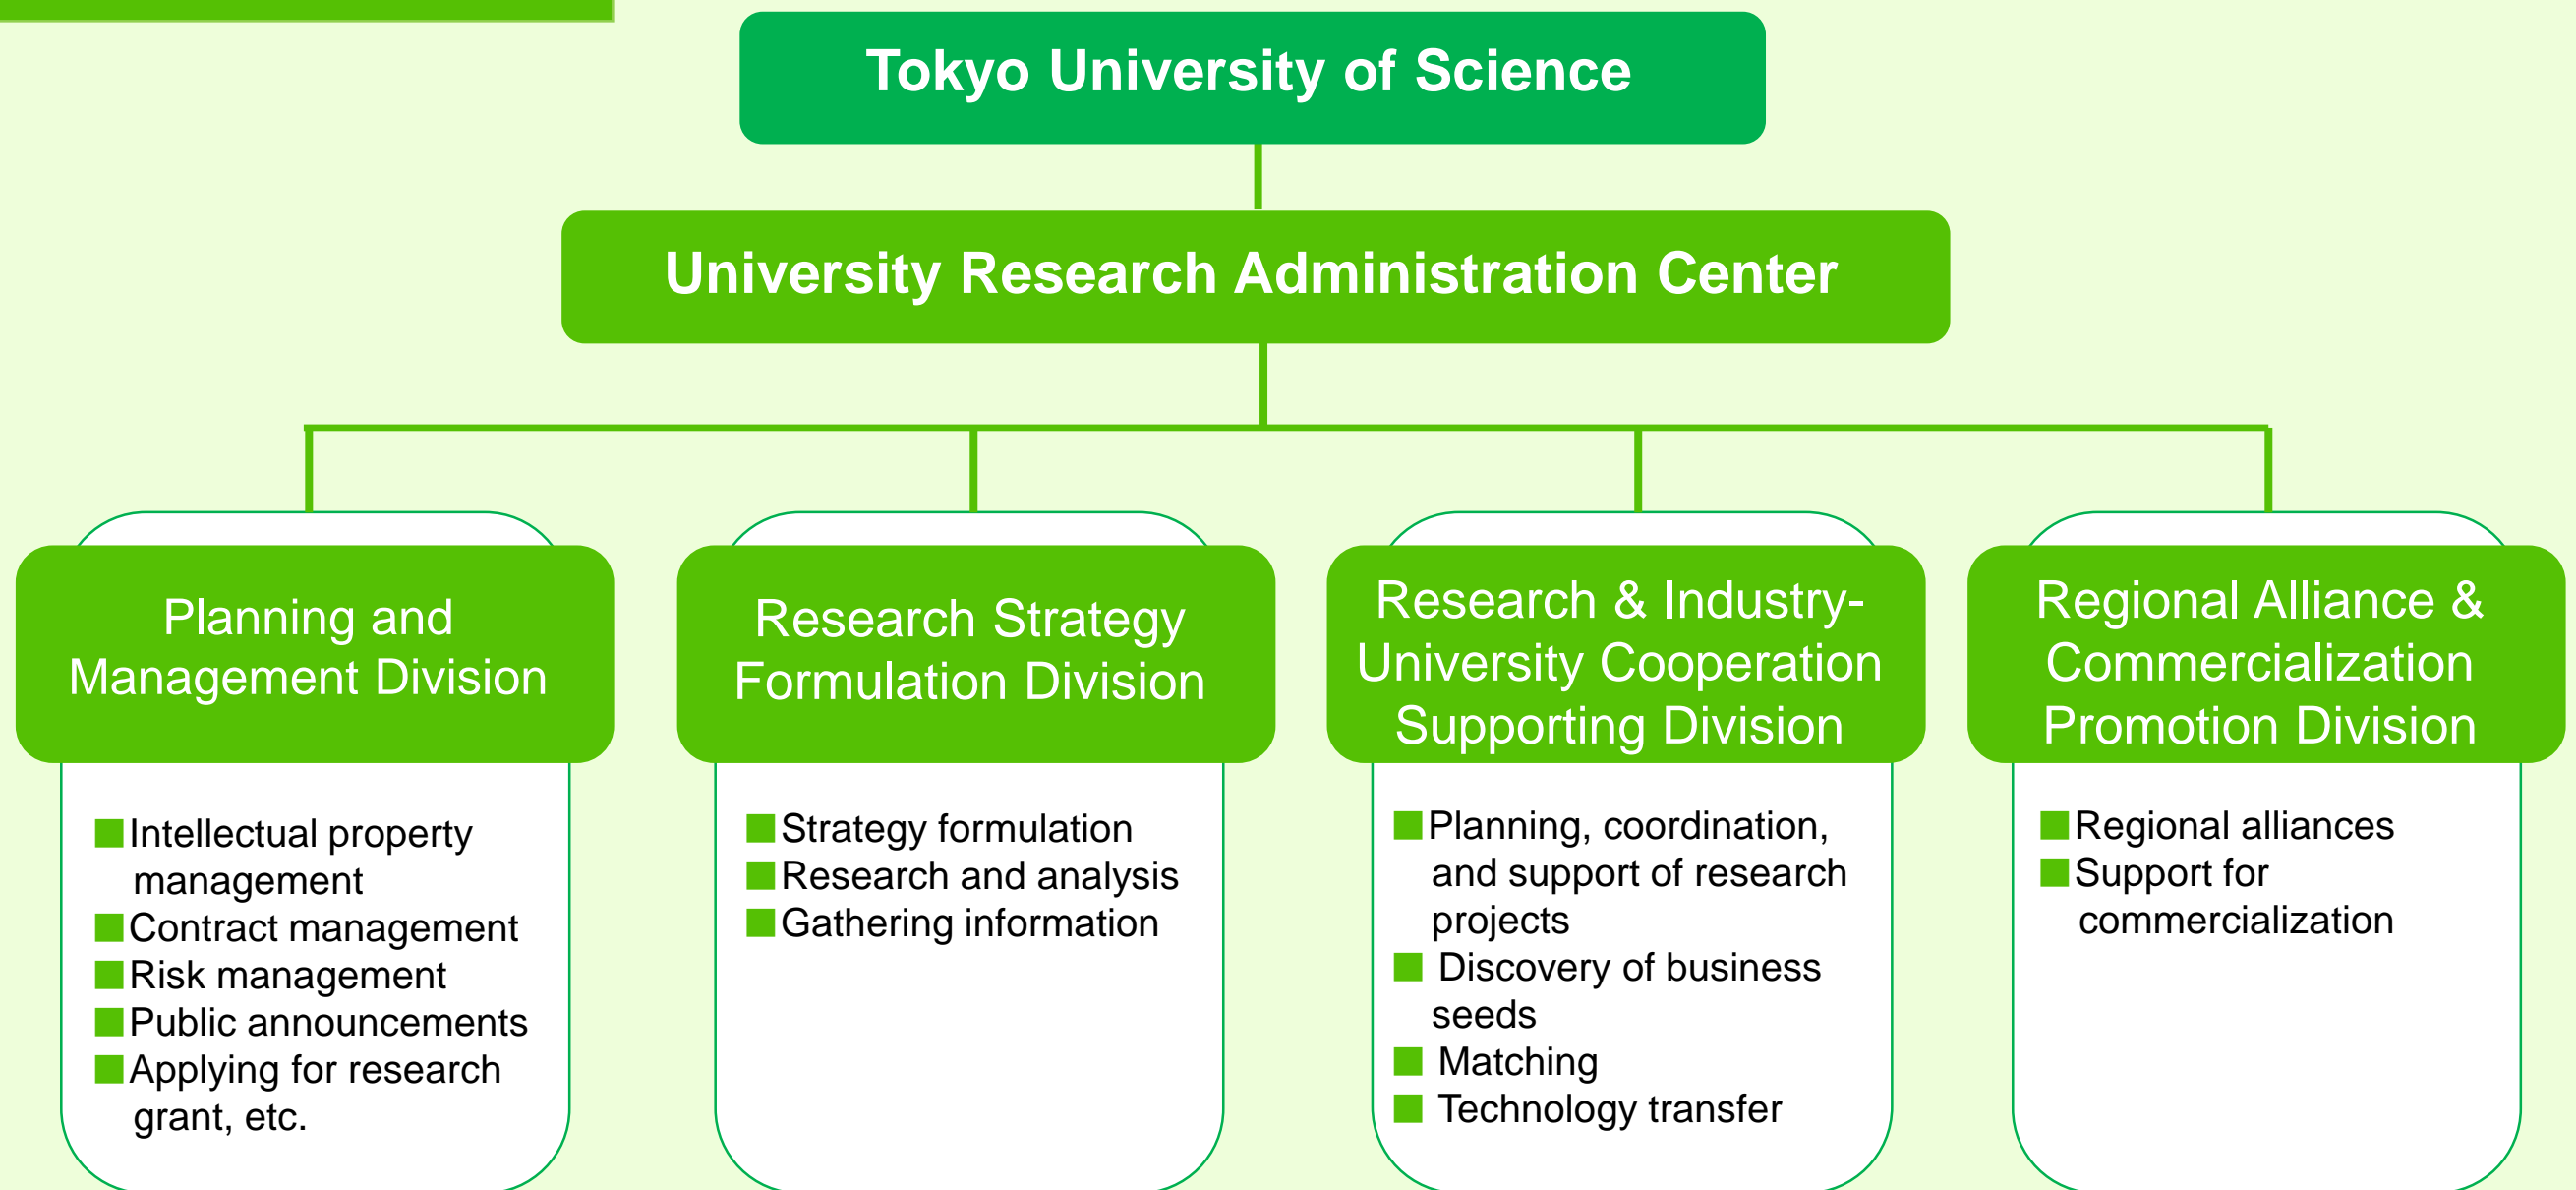 Tokyo University of Science
University Research Administration Center
Planning and
Management Division
■Intellectual property
management
■Contract management
■Risk management
■Public announcements
■Applying for research
grant, etc.
Research Strategy
Formulation Division
■Strategy formulation
■Research and analysis
■Gathering information
Research & Industry-
University Cooperation
Supporting Division
■Planning, coordination,
and support of research
projects
■ Discovery of business
seeds
■ Matching
■ Technology transfer
Regional Alliance &
Commercialization
Promotion Division
■Regional alliances
■Support for
commercialization